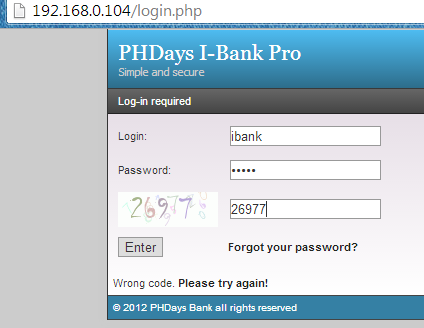 192.168.0.104/login.php
PHDays I-Bank Pro
Simple and secure
Log-in required
Login: ibank
Password: •••••
26977 26977
Enter Forgot your password?
Wrong code. Please try again!
© 2012 PHDays Bank all rights reserved